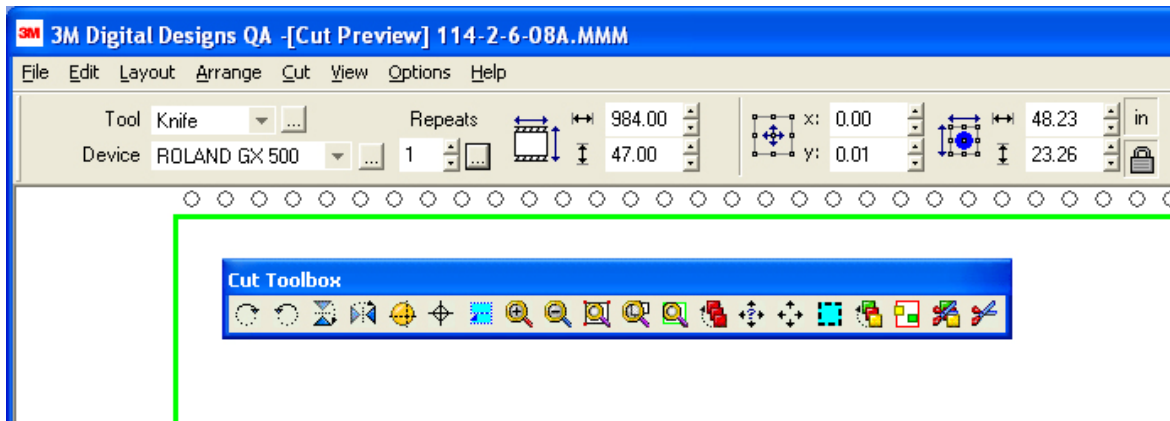 3M 3M Digital Designs QA -[Cut Preview] 114-2-6-08A.MMM
File Edit Layout Arrange Cut View Options Help
Tool Knife ... Repeats 984.00 x: 0.00 48.23 in
Device ROLAND GX 500 ... 1 ... 47.00 y: 0.01 23.26
Cut Toolbox